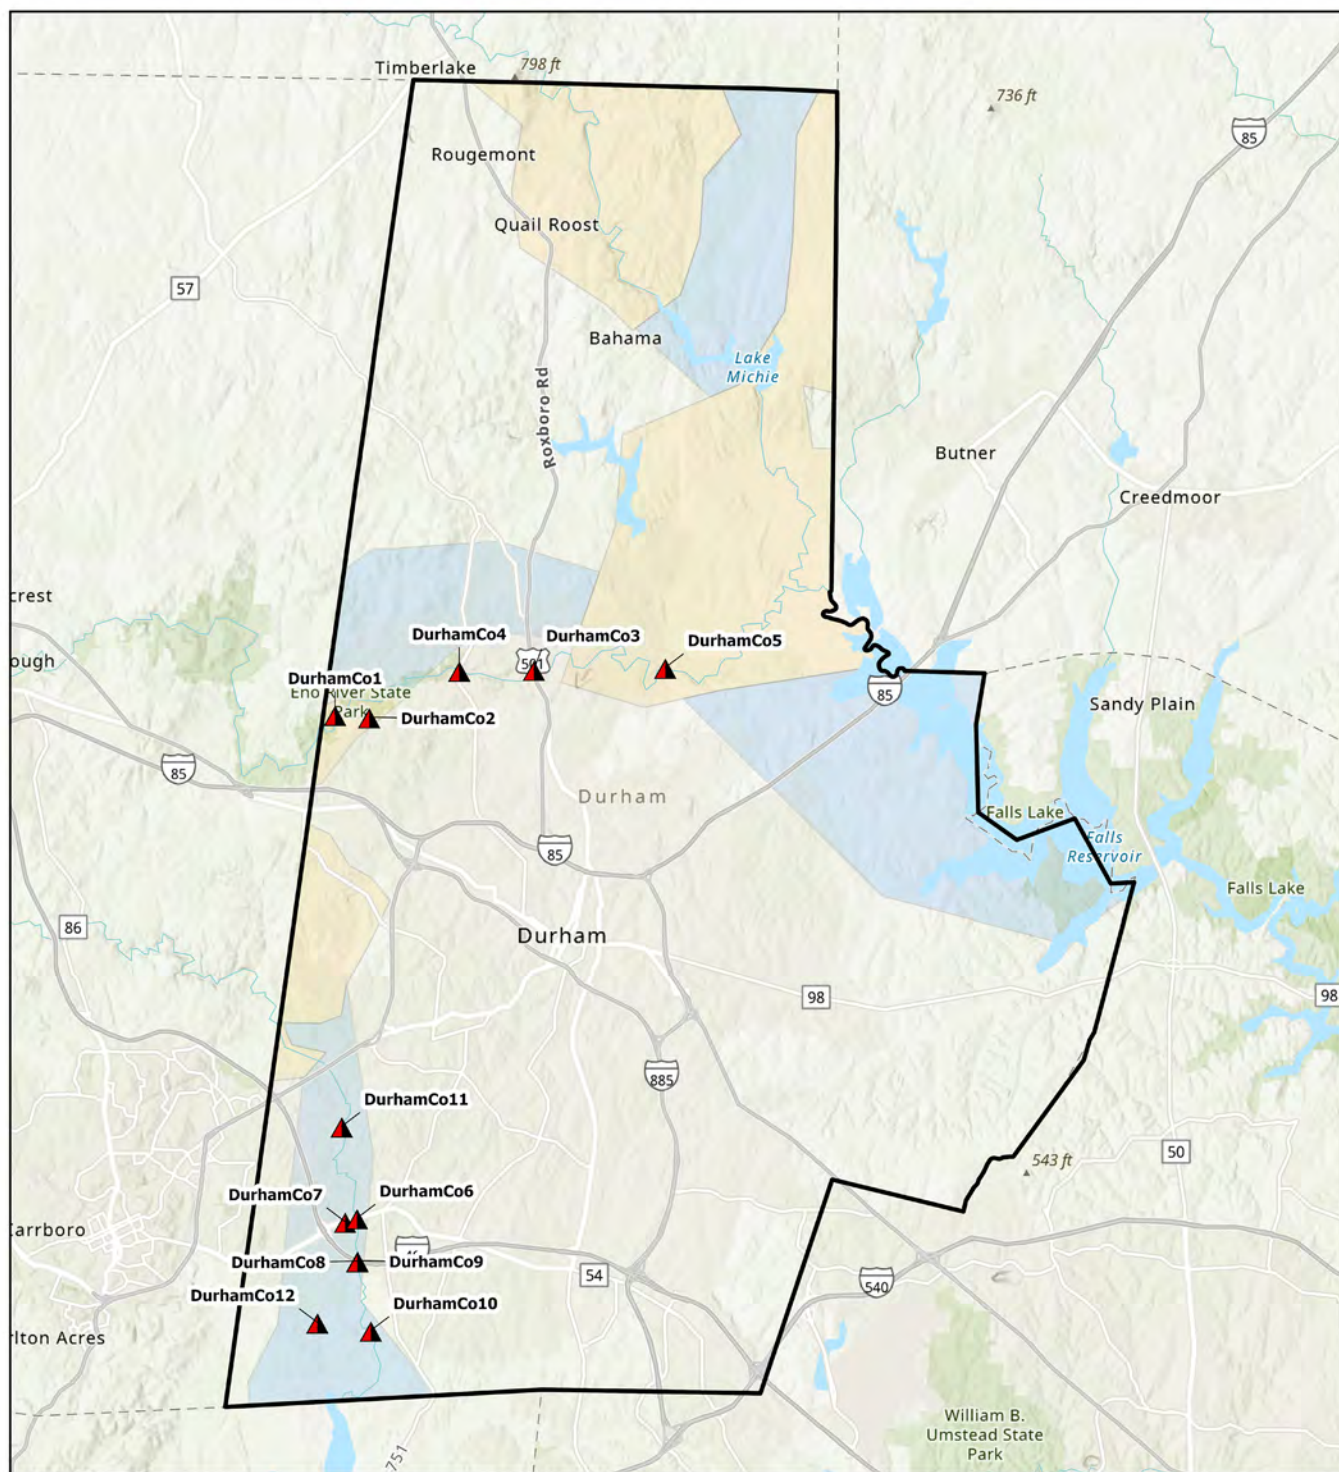 Timberlake
798 ft
736 ft
85
Rougemont
Quail Roost
57
Bahama
Lake
Michie
Roxboro Rd
Butner
Creedmoor
crest
DurhamCo4
DurhamCo3
DurhamCo5
501
ough
DurhamCo1
Eno River State
Park
DurhamCo2
85
Sandy Plain
85
Durham
Falls Lake
Falls
Reservoir
85
Falls Lake
86
Durham
98
98
885
DurhamCo11
50
543 ft
DurhamCo7
DurhamCo6
Carrboro
DurhamCo8
DurhamCo9
54
540
DurhamCo12
DurhamCo10
rlton Acres
William B.
Umstead State
Park
751